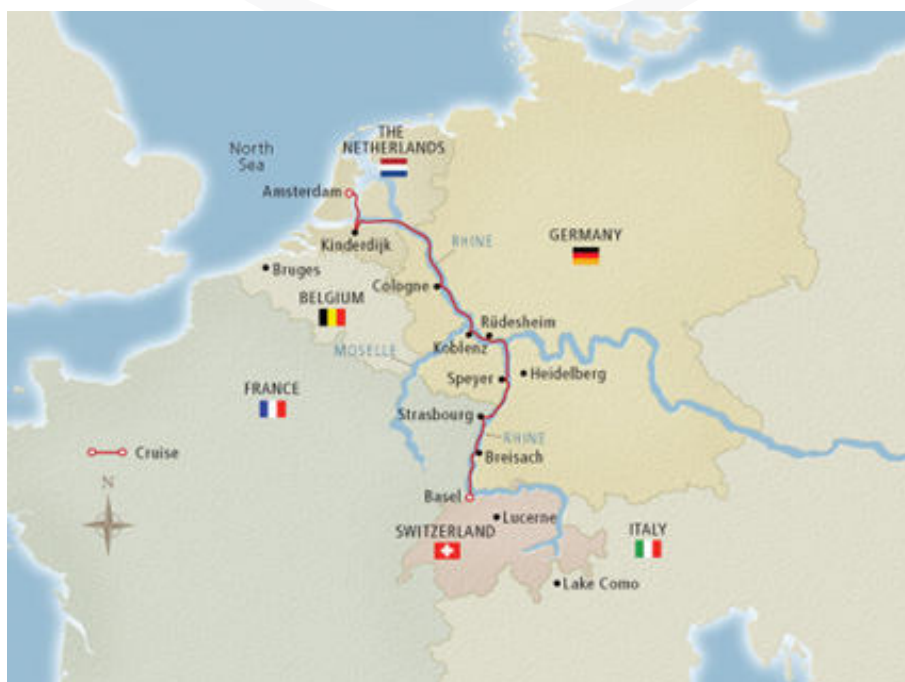 North
Sea
THE
NETHERLANDS
Amsterdam
Kinderdijk
RHINE
GERMANY
Bruges
Cologne
BELGIUM
Rüdesheim
Koblenz
MOSELLE
Speyer
Heidelberg
FRANCE
Strasbourg
RHINE
Cruise
Breisach
N
Basel
Lucerne
SWITZERLAND
ITALY
Lake Como